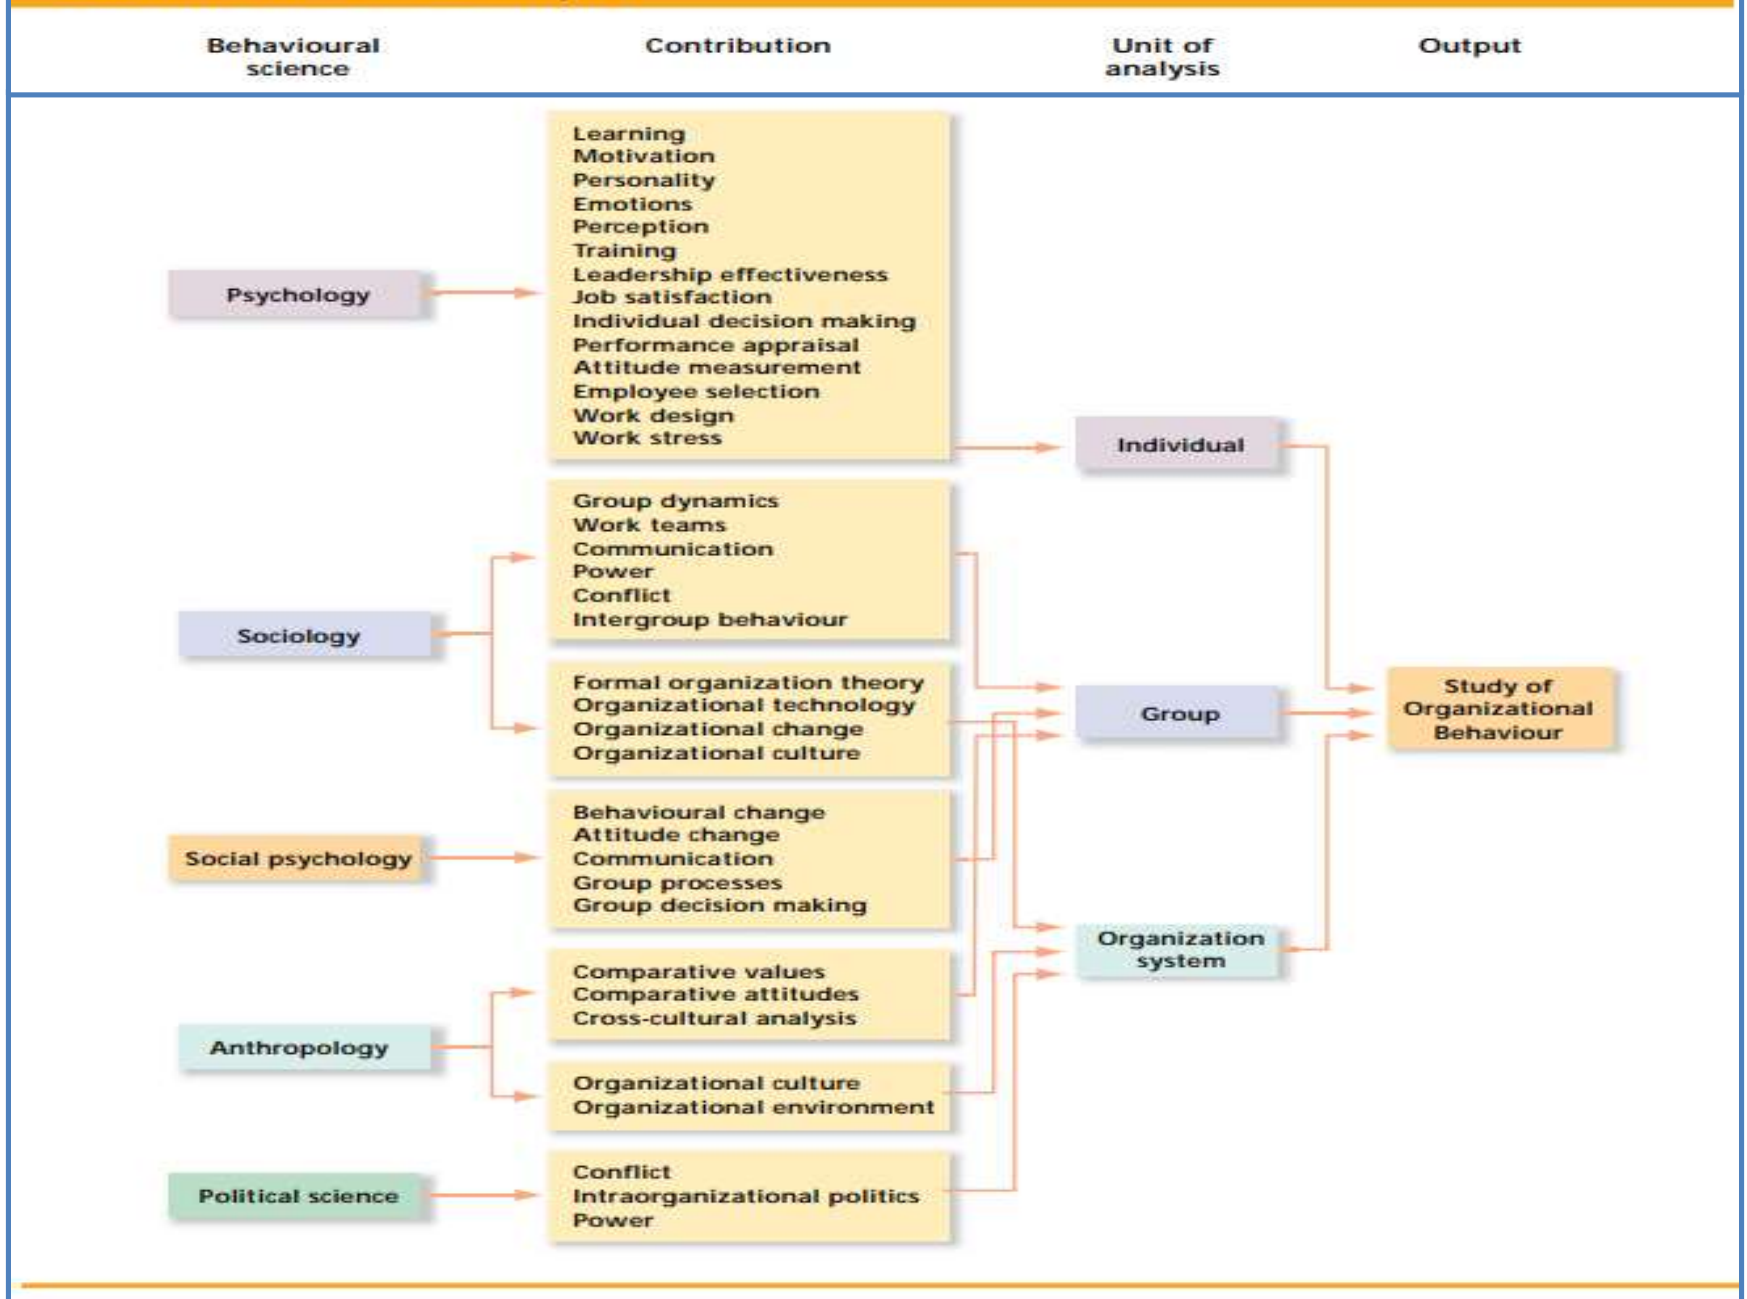 Behavioural
science
Contribution
Unit of
analysis
Output
Psychology
Learning
Motivation
Personality
Emotions
Perception
Training
Leadership effectiveness
Job satisfaction
Individual decision making
Performance appraisal
Attitude measurement
Employee selection
Work design
Work stress
Individual
Sociology
Group dynamics
Work teams
Communication
Power
Conflict
Intergroup behaviour
Formal organization theory
Organizational technology
Organizational change
Organizational culture
Group
Study of
Organizational
Behaviour
Social psychology
Behavioural change
Attitude change
Communication
Group processes
Group decision making
Organization
system
Anthropology
Comparative values
Comparative attitudes
Cross-cultural analysis
Organizational culture
Organizational environment
Political science
Conflict
Intraorganizational politics
Power